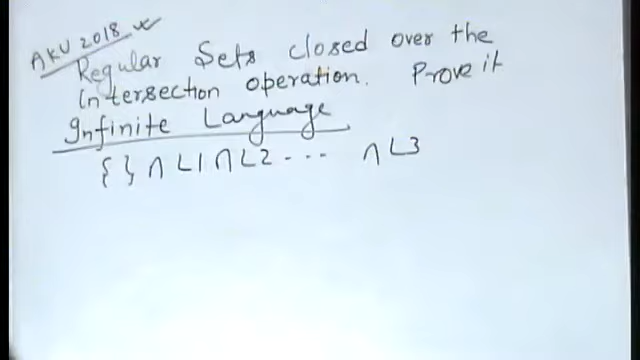 AKU 2018
Regular Sets closed over the
intersection operation. Prove it
Infinite Language
{ } ∩ L1 ∩ L2 --- ∩ L3